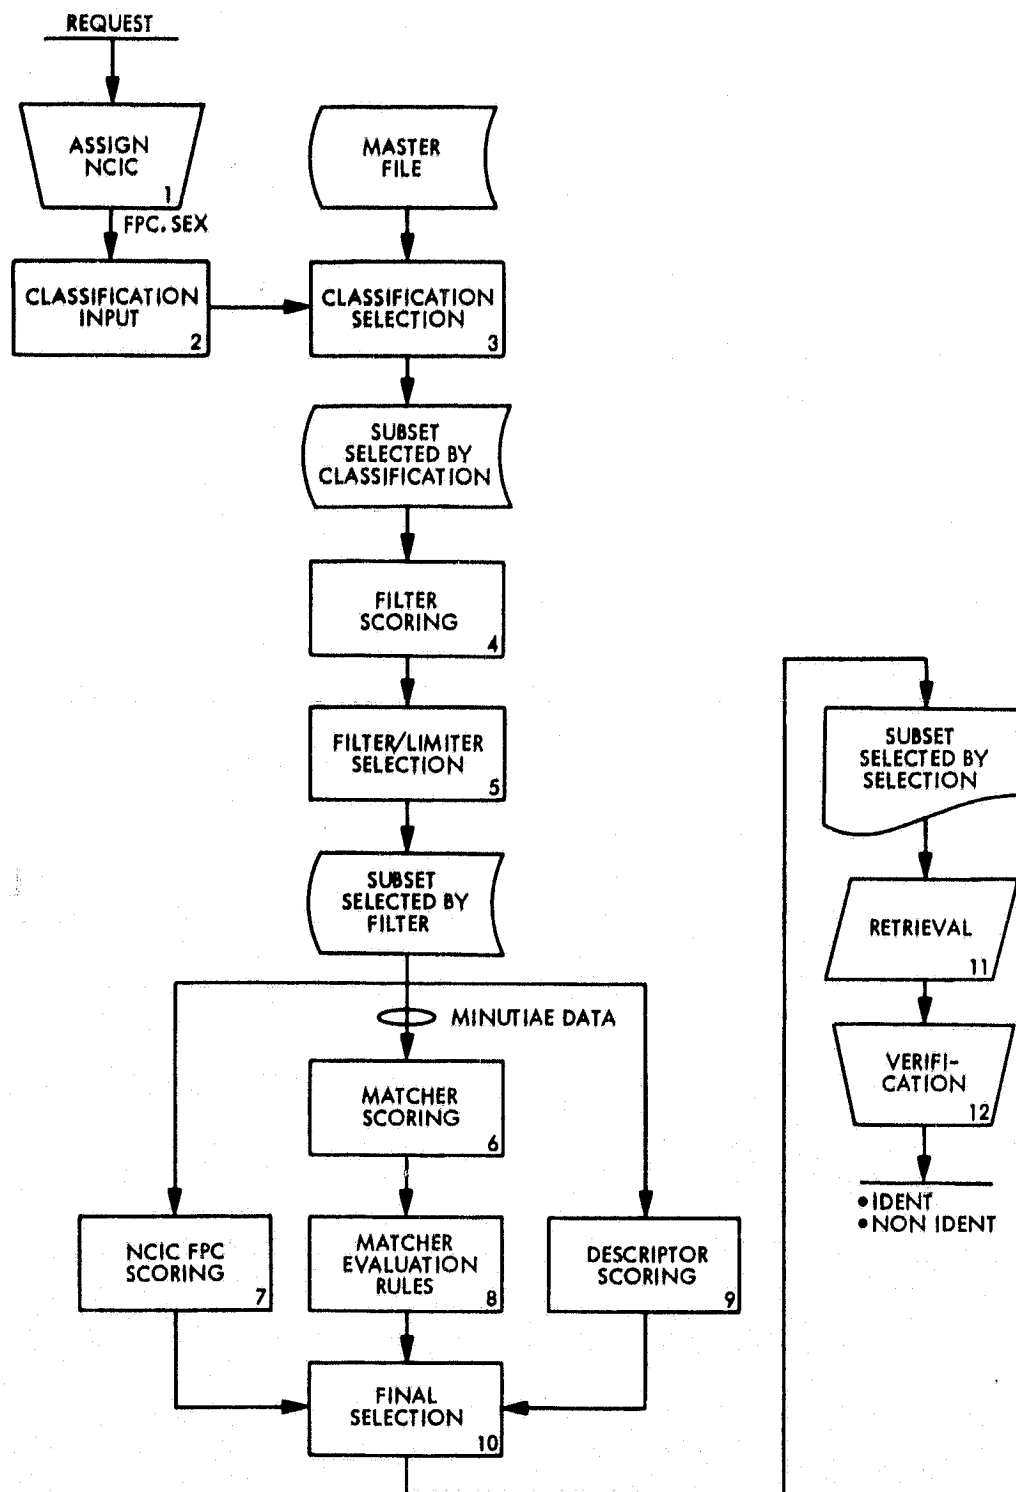 REQUEST
ASSIGN
NCIC
1
FPC, SEX
MASTER
FILE
CLASSIFICATION
INPUT
2
CLASSIFICATION
SELECTION
3
SUBSET
SELECTED BY
CLASSIFICATION
FILTER
SCORING
4
FILTER/LIMITER
SELECTION
5
SUBSET
SELECTED BY
FILTER
MINUTIAE DATA
MATCHER
SCORING
6
NCIC FPC
SCORING
7
MATCHER
EVALUATION
RULES
8
DESCRIPTOR
SCORING
9
FINAL
SELECTION
10
SUBSET
SELECTED BY
SELECTION
RETRIEVAL
11
VERIFI-
CATION
12
• IDENT
• NON IDENT